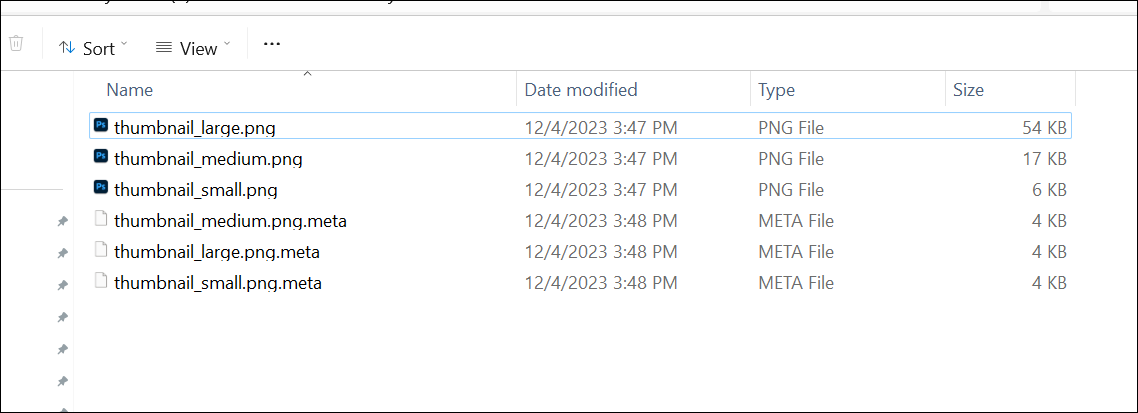 Sort View ...
Name Date modified Type Size
Ps thumbnail_large.png 12/4/2023 3:47 PM PNG File 54 KB
Ps thumbnail_medium.png 12/4/2023 3:47 PM PNG File 17 KB
Ps thumbnail_small.png 12/4/2023 3:47 PM PNG File 6 KB
thumbnail_medium.png.meta 12/4/2023 3:48 PM META File 4 KB
thumbnail_large.png.meta 12/4/2023 3:48 PM META File 4 KB
thumbnail_small.png.meta 12/4/2023 3:48 PM META File 4 KB